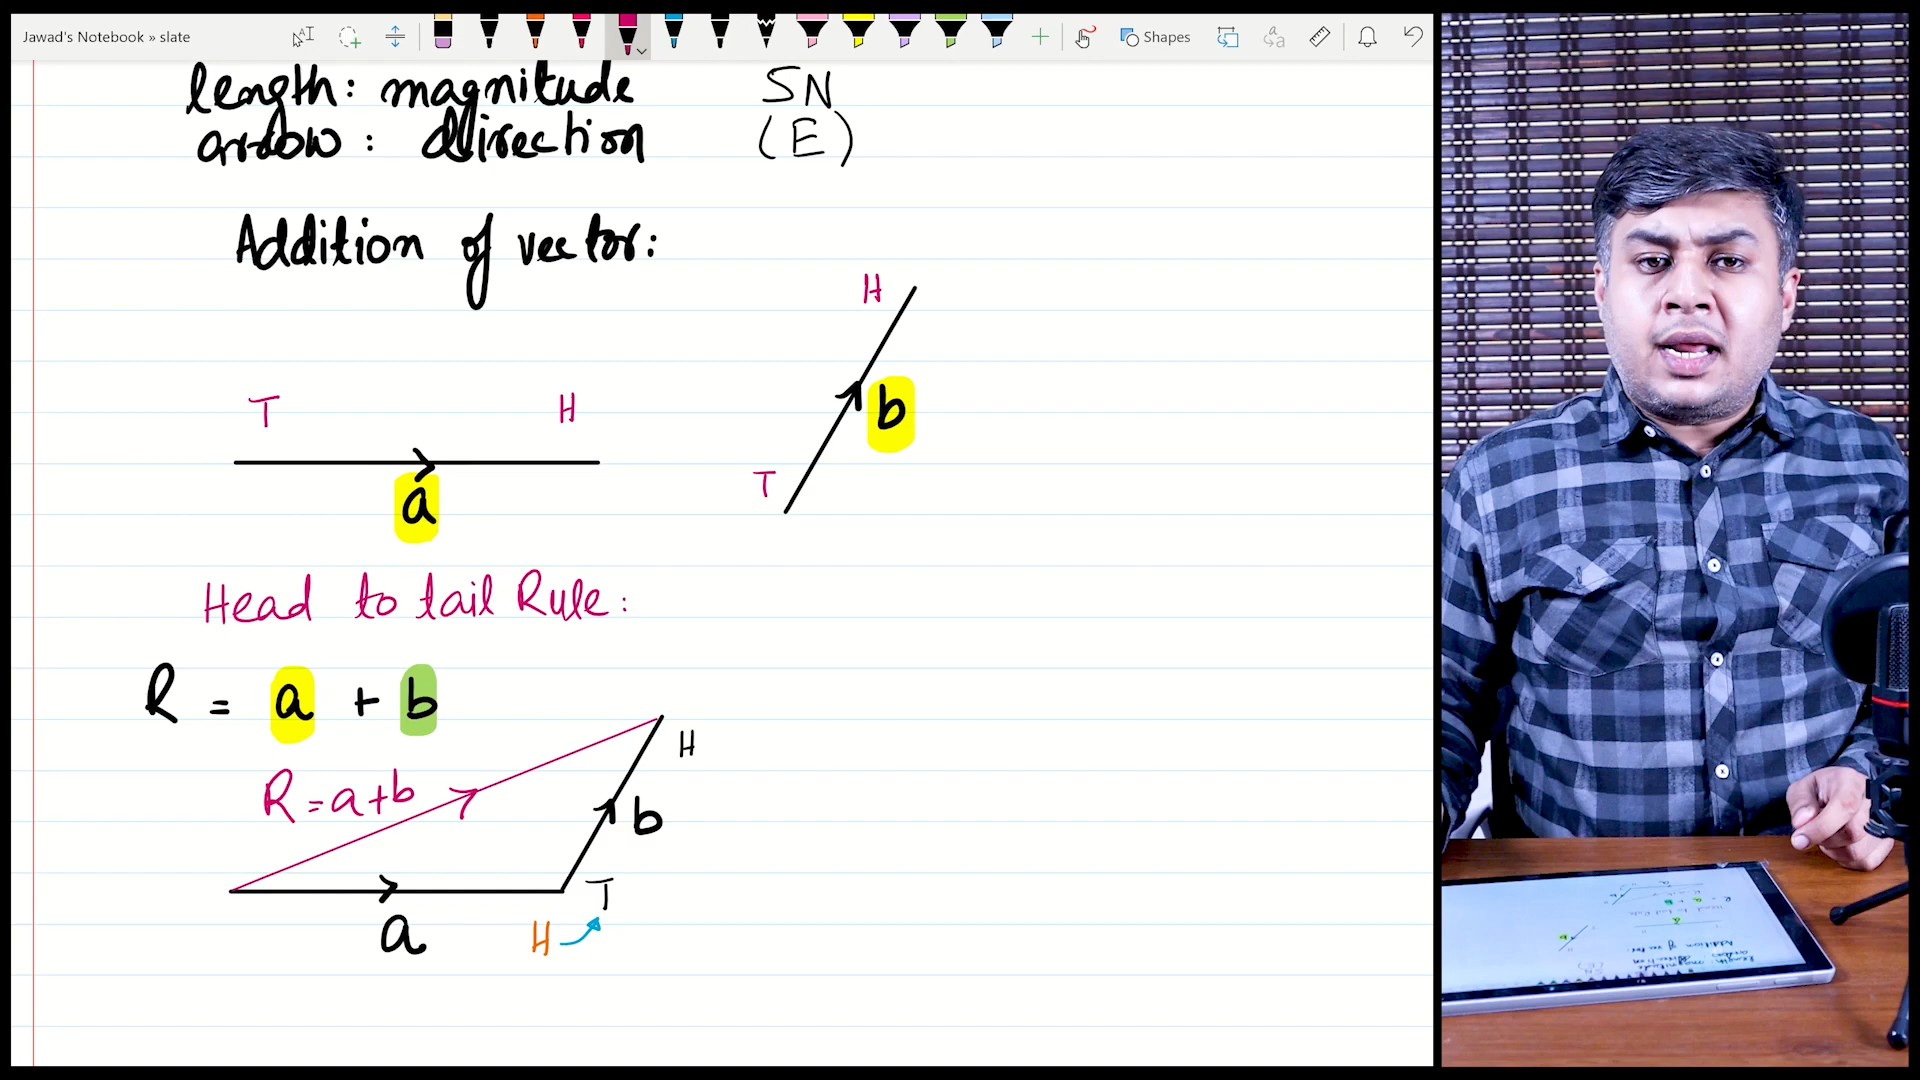 Jawad's Notebook » slate
Shapes
length: magnitude SN
arrow: direction (E)
Addition of vector:
H
T H
b
T
a
Head to tail Rule:
R = a + b
H
R = a+b
b
T
a
H